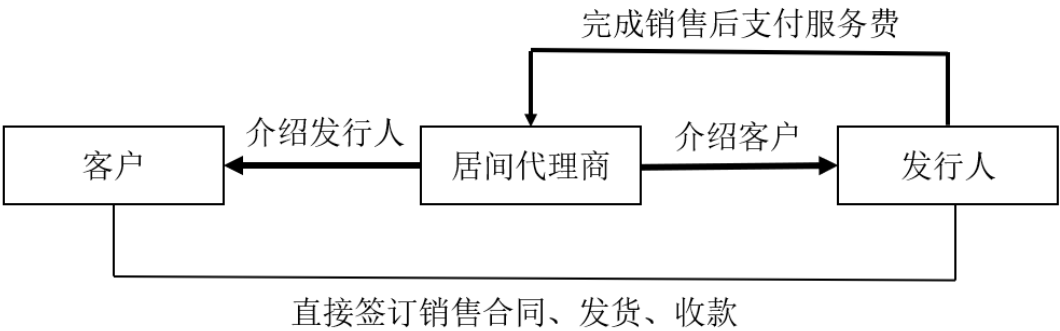 完成销售后支付服务费
介绍发行人
介绍客户
客户
居间代理商
发行人
直接签订销售合同、发货、收款